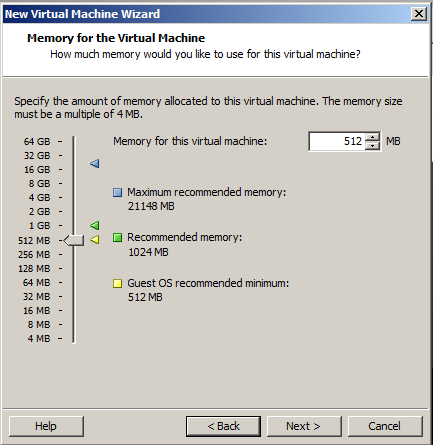 New Virtual Machine Wizard
Memory for the Virtual Machine
How much memory would you like to use for this virtual machine?
Specify the amount of memory allocated to this virtual machine. The memory size
must be a multiple of 4 MB.
64 GB
32 GB
16 GB
8 GB
4 GB
2 GB
1 GB
512 MB
256 MB
128 MB
64 MB
32 MB
16 MB
8 MB
4 MB
Memory for this virtual machine: 512 MB
Maximum recommended memory:
21148 MB
Recommended memory:
1024 MB
Guest OS recommended minimum:
512 MB
Help
< Back
Next >
Cancel